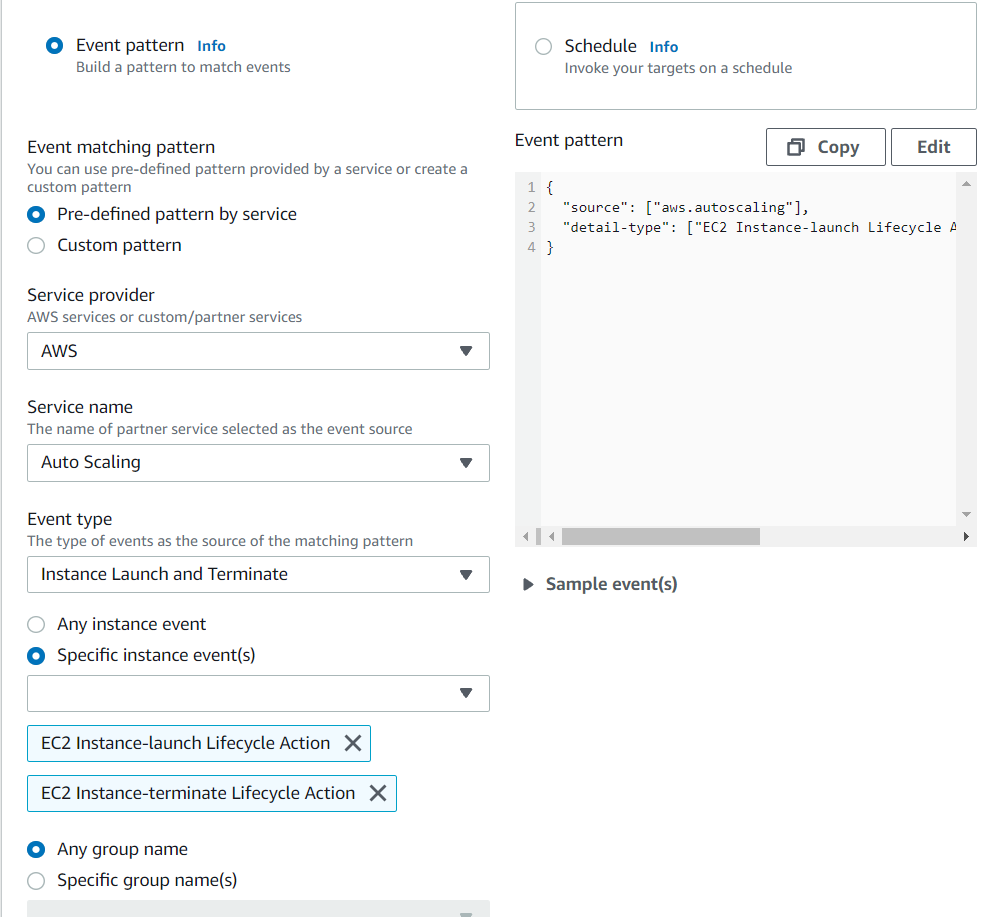 Event pattern Info
Build a pattern to match events
Schedule Info
Invoke your targets on a schedule
Event matching pattern
You can use pre-defined pattern provided by a service or create a
custom pattern
Pre-defined pattern by service
Custom pattern
Service provider
AWS services or custom/partner services
AWS
Service name
The name of partner service selected as the event source
Auto Scaling
Event type
The type of events as the source of the matching pattern
Instance Launch and Terminate
Any instance event
Specific instance event(s)
EC2 Instance-launch Lifecycle Action
EC2 Instance-terminate Lifecycle Action
Any group name
Specific group name(s)
Event pattern
Copy
Edit
1 {
2 "source": ["aws.autoscaling"],
3 "detail-type": ["EC2 Instance-launch Lifecycle A
4 }
Sample event(s)